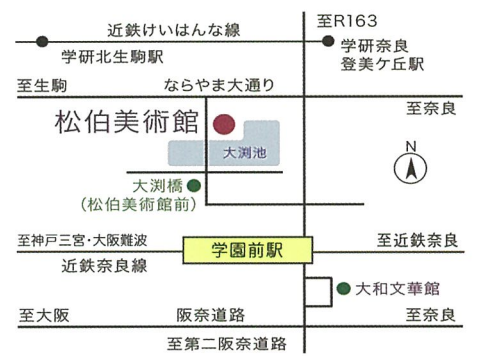 至R163
近鉄けいはんな線
学研北生駒駅
学研奈良
登美ケ丘駅
至生駒
ならやま大通り
至奈良
松伯美術館
大渕池
N
大渕橋
(松伯美術館前)
至神戸三宮・大阪難波
学園前駅
至近鉄奈良
近鉄奈良線
大和文華館
至大阪
阪奈道路
至奈良
至第二阪奈道路